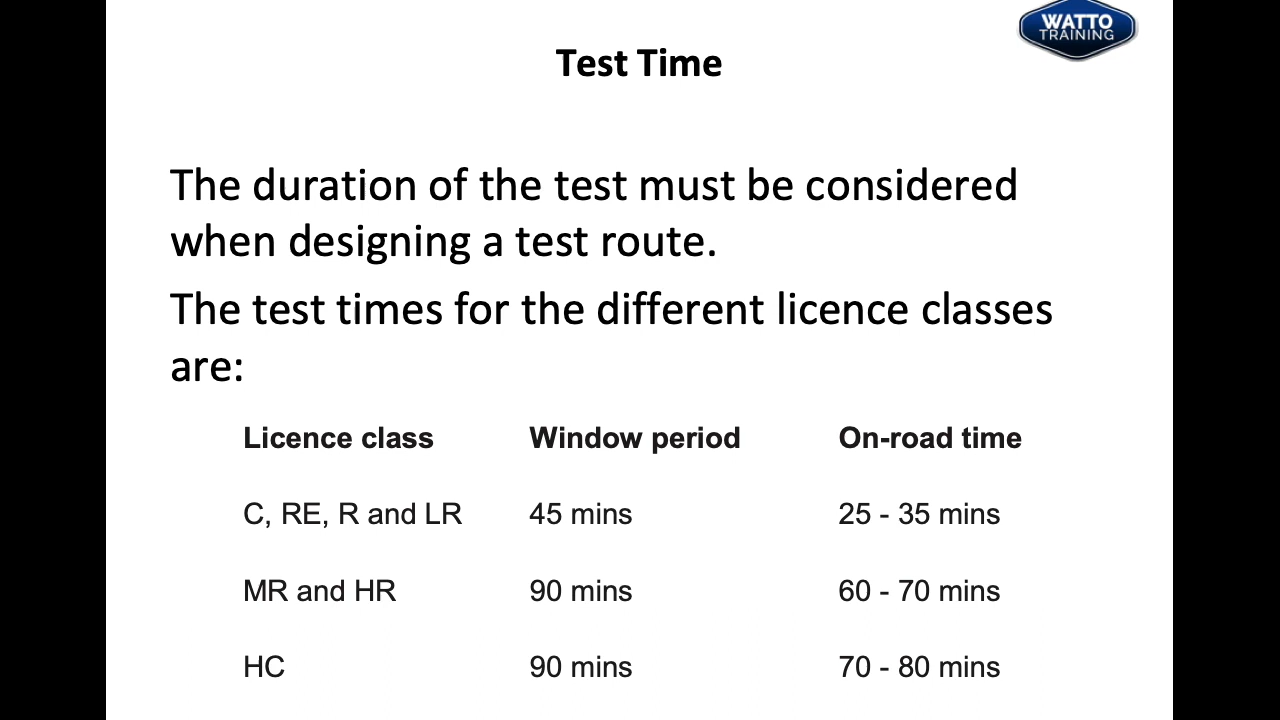 WATTO
TRAINING
Test Time
The duration of the test must be considered
when designing a test route.
The test times for the different licence classes
are:
Licence class Window period On-road time
C, RE, R and LR 45 mins 25 - 35 mins
MR and HR 90 mins 60 - 70 mins
HC 90 mins 70 - 80 mins